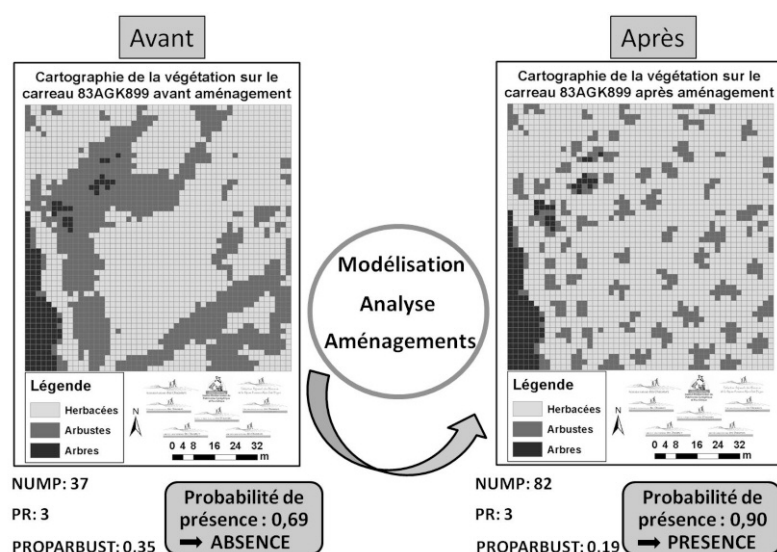 Avant
Cartographie de la végétation sur le
carreau 83AGK899 avant aménagement
Légende
Herbacées
Arbustes
Arbres
N
0 4 8 16 24 32
m
NUMP: 37
PR: 3
PROPARBUST: 0.35
Probabilité de
présence : 0,69
➡ ABSENCE
Modélisation
Analyse
Aménagements
Après
Cartographie de la végétation sur le
carreau 83AGK899 après aménagement
Légende
Herbacées
Arbustes
Arbres
N
0 4 8 16 24 32
m
NUMP: 82
PR: 3
PROPARBUST: 0.19
Probabilité de
présence : 0,90
➡ PRESENCE